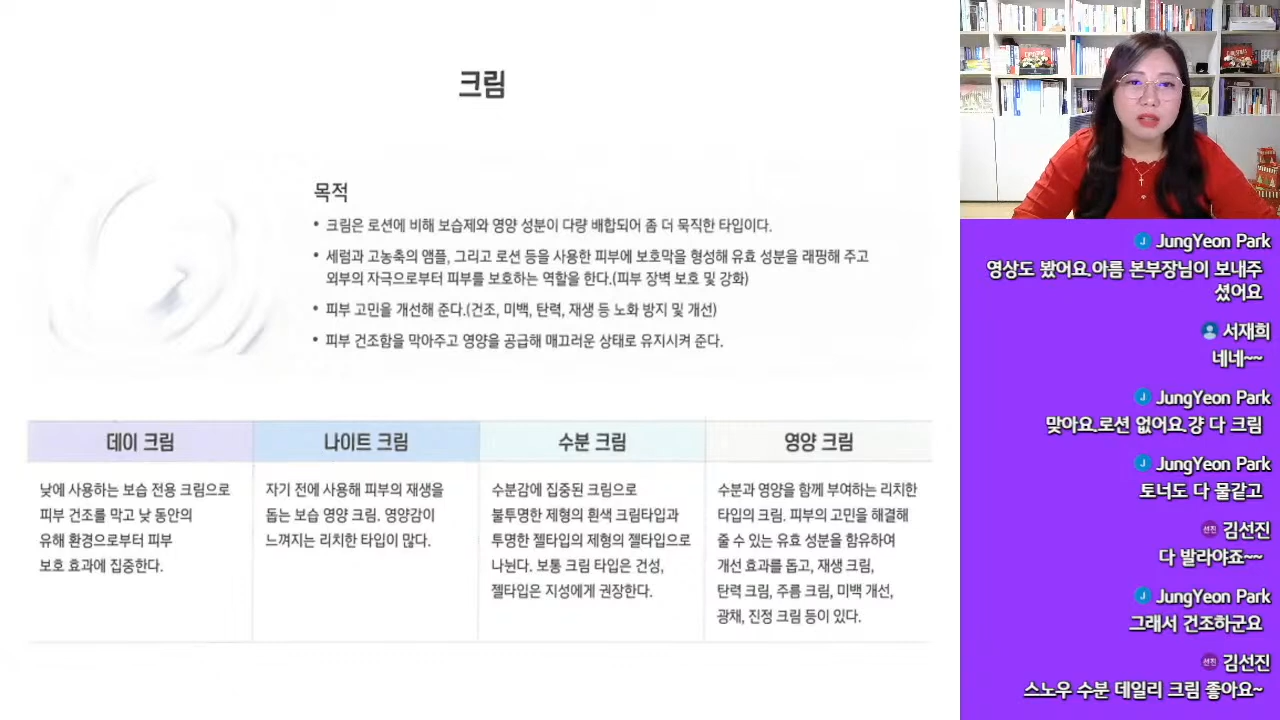 크림
목적
• 크림은 로션에 비해 보습제와 영양 성분이 다량 배합되어 좀 더 묵직한 타입이다.
• 세럼과 고농축의 앰플, 그리고 로션 등을 사용한 피부에 보호막을 형성해 유효 성분을 래핑해 주고
외부의 자극으로부터 피부를 보호하는 역할을 한다.(피부 장벽 보호 및 강화)
• 피부 고민을 개선해 준다.(건조, 미백, 탄력, 재생 등 노화 방지 및 개선)
• 피부 건조함을 막아주고 영양을 공급해 매끄러운 상태로 유지시켜 준다.
데이 크림
낮에 사용하는 보습 전용 크림으로
피부 건조를 막고 낮 동안의
유해 환경으로부터 피부
보호 효과에 집중한다.
나이트 크림
자기 전에 사용해 피부의 재생을
돕는 보습 영양 크림. 영양감이
느껴지는 리치한 타입이 많다.
수분 크림
수분감에 집중된 크림으로
불투명한 제형의 흰색 크림타입과
투명한 젤타입의 제형의 젤타입으로
나뉜다. 보통 크림 타입은 건성,
젤타입은 지성에게 권장한다.
영양 크림
수분과 영양을 함께 부여하는 리치한
타입의 크림. 피부의 고민을 해결해
줄 수 있는 유효 성분을 함유하여
개선 효과를 돕고, 재생 크림,
탄력 크림, 주름 크림, 미백 개선,
광채, 진정 크림 등이 있다.
J JungYeon Park
영상도 봤어요.아름 본부장님이 보내주
셨어요
서재희
네네~~
J JungYeon Park
맞아요.로션 없어요.걍 다 크림
J JungYeon Park
토너도 다 물같고
선진 김선진
다 발라야죠~~
J JungYeon Park
그래서 건조하군요
선진 김선진
스노우 수분 데일리 크림 좋아요~